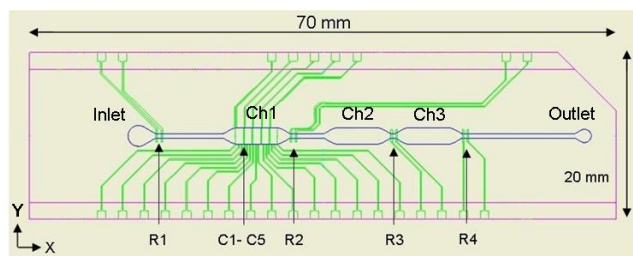 70 mm
Inlet
Ch1
Ch2
Ch3
Outlet
20 mm
Y
X
R1
C1- C5
R2
R3
R4